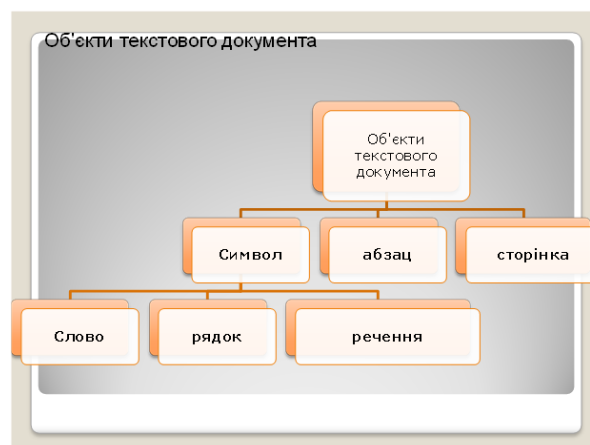 Об'єкти текстового документа
Об'єкти
текстового
документа
Символ
абзац
сторінка
Слово
рядок
речення